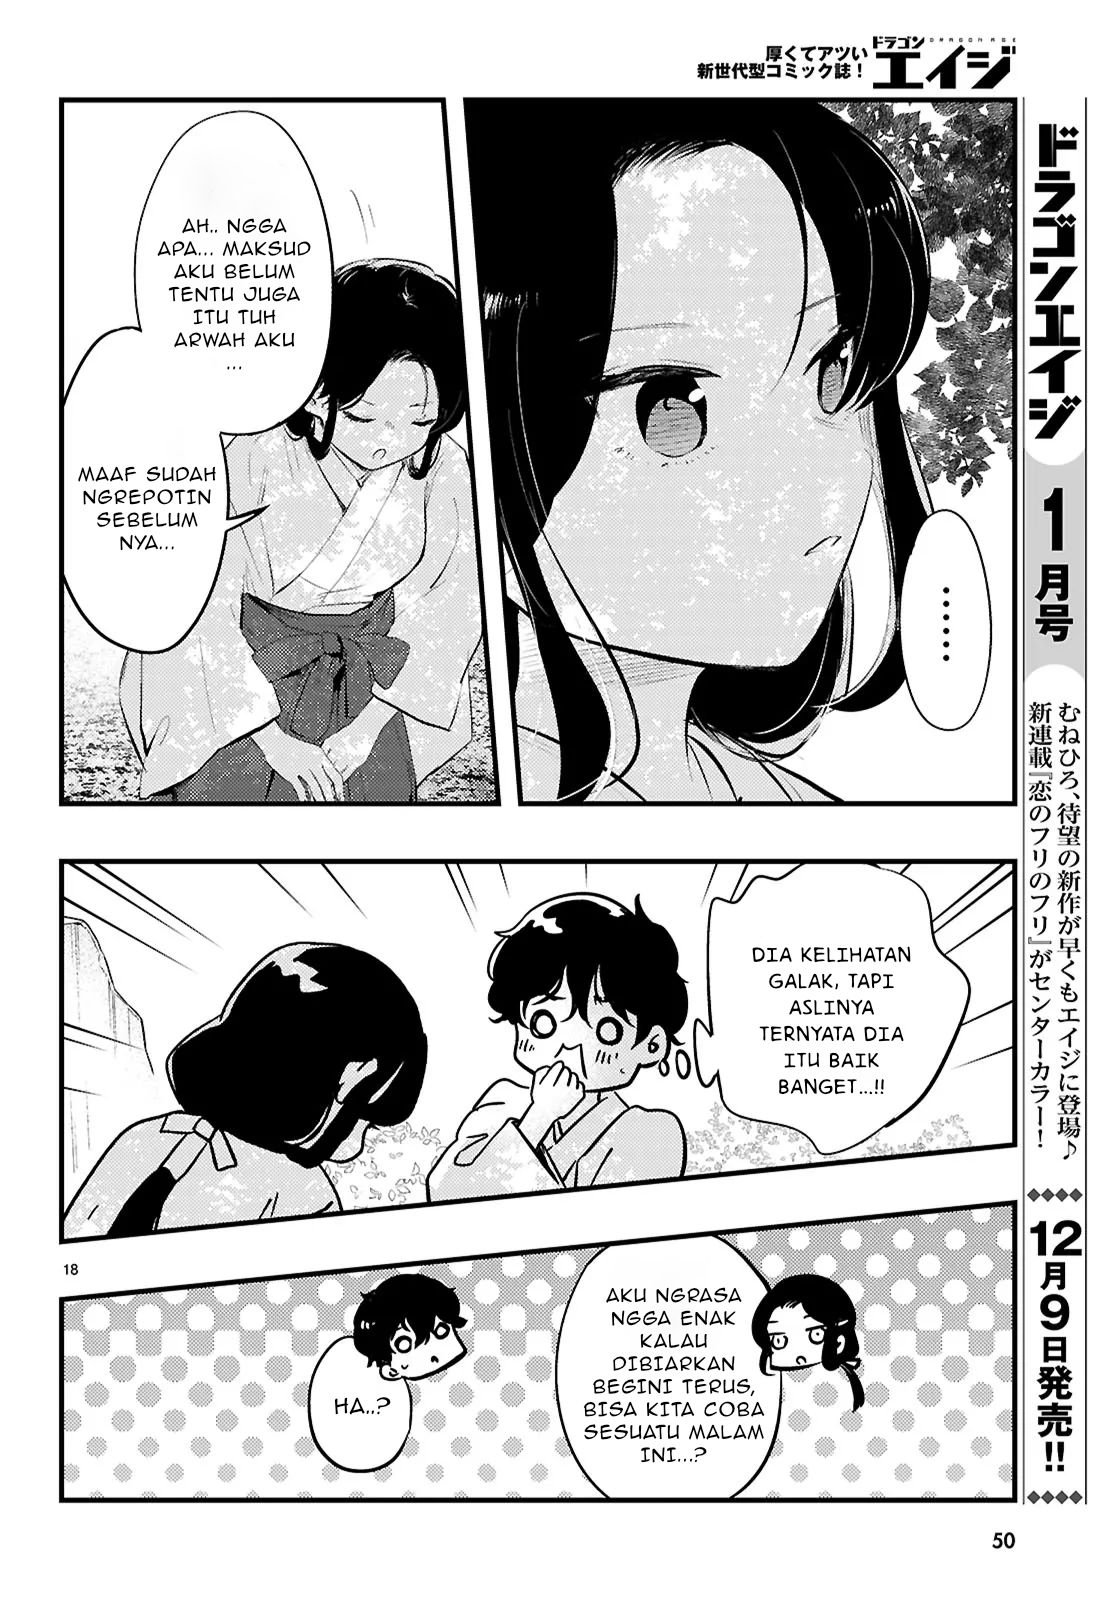 厚くてアツい
新世代型コミック誌！
ドラゴン
DRAGON AGE
エイジ
・・・・・・
AH.. NGGA
APA... MAKSUD
AKU BELUM
TENTU JUGA
ITU TUH
ARWAH AKU
...
MAAF SUDAH
NGREPOTIN
SEBELUM
NYA...
DIA KELIHATAN
GALAK, TAPI
ASLINYA
TERNYATA DIA
ITU BAIK
BANGET...!!
18
AKU NGRASA
NGGA ENAK
KALAU
DIBIARKAN
BEGINI TERUS,
BISA KITA COBA
SESUATU MALAM
INI...?
HA..?
ドラゴンエイジ
1月号
むねひろ、待望の新作が早くもエイジに登場♪
新連載『恋のフリのフリ』がセンターカラー！
12月9日発売!!
50